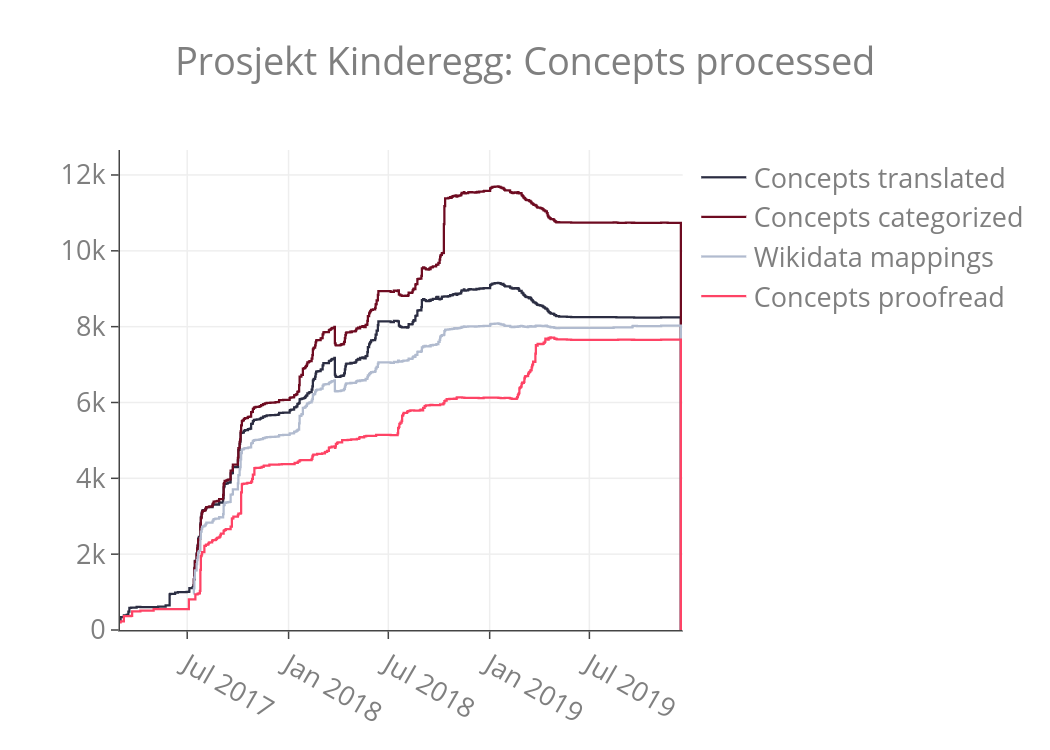 Prosjekt Kinderegg: Concepts processed
12k
10k
8k
6k
4k
2k
0
Jul 2017
Jan 2018
Jul 2018
Jan 2019
Jul 2019
Concepts translated
Concepts categorized
Wikidata mappings
Concepts proofread